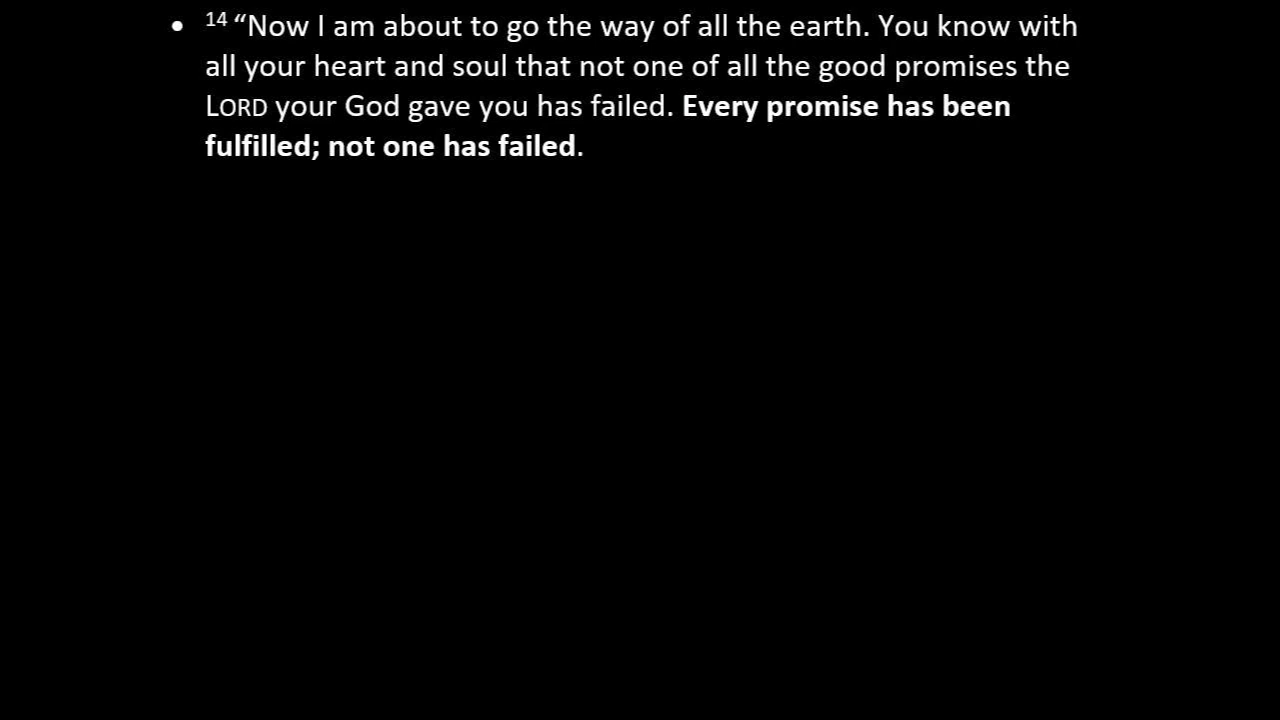 • 14 “Now I am about to go the way of all the earth. You know with
all your heart and soul that not one of all the good promises the
LORD your God gave you has failed. Every promise has been
fulfilled; not one has failed.